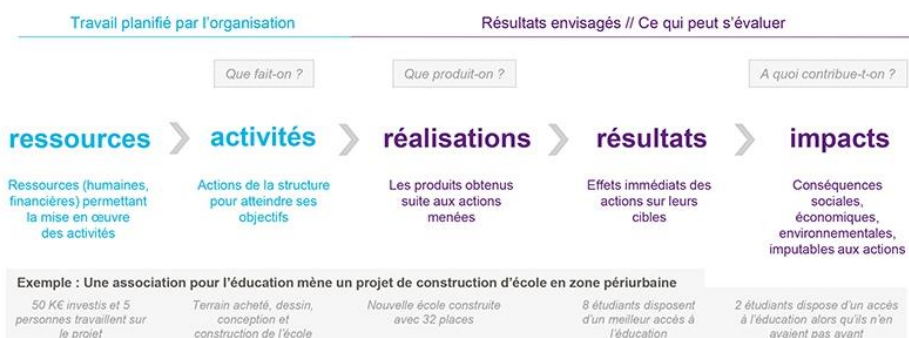 Travail planifié par l'organisation
Résultats envisagés // Ce qui peut s'évaluer
Que fait-on ?
Que produit-on ?
A quoi contribue-t-on ?
ressources
activités
réalisations
résultats
impacts
Ressources (humaines,
financières) permettant
la mise en œuvre
des activités
Actions de la structure
pour atteindre ses
objectifs
Les produits obtenus
suite aux actions
menées
Effets immédiats des
actions sur leurs
cibles
Conséquences
sociales,
économiques,
environnementales,
imputables aux actions
Exemple : Une association pour l'éducation mène un projet de construction d'école en zone périurbaine
50 K€ investis et 5
personnes travaillent sur
le projet
Terrain acheté, dessin,
conception et
construction de l'école
Nouvelle école construite
avec 32 places
8 étudiants disposent
d'un meilleur accès à
l'éducation
2 étudiants dispose d'un accès
à l'éducation alors qu'ils n'en
avaient pas avant